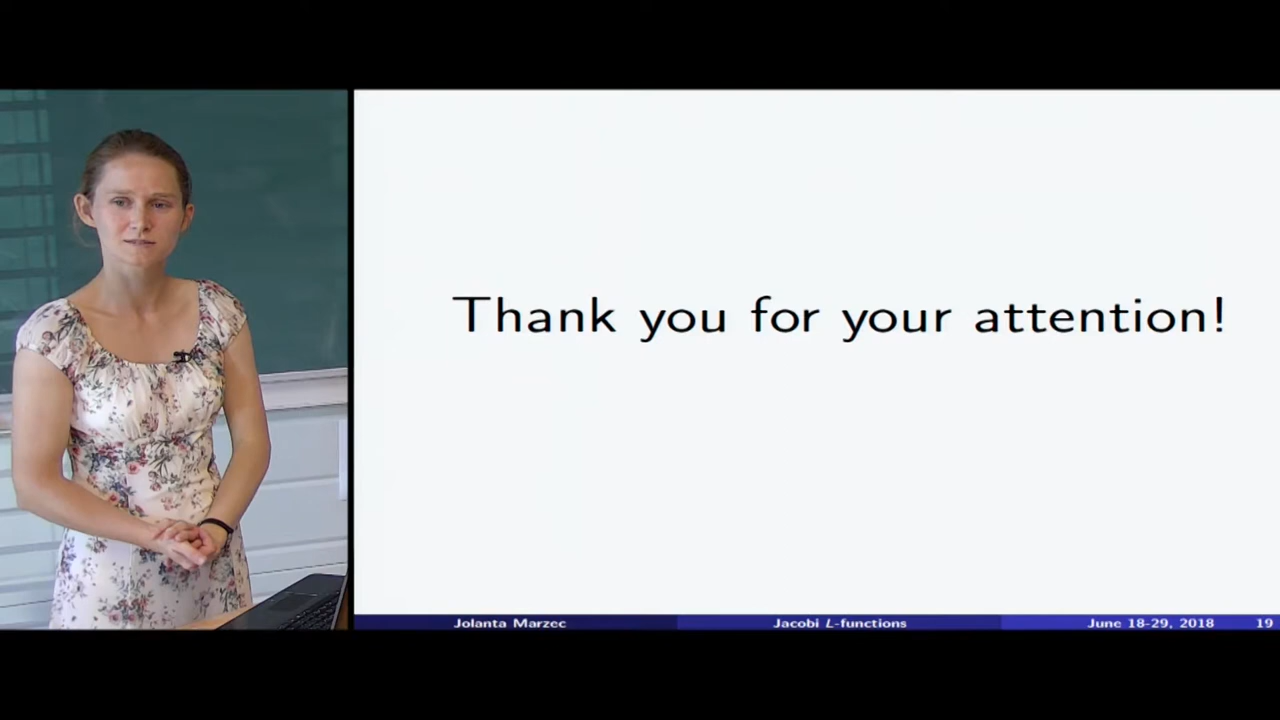 Thank you for your attention!
Jolanta Marzec
Jacobi L-functions
June 18-29, 2018
19